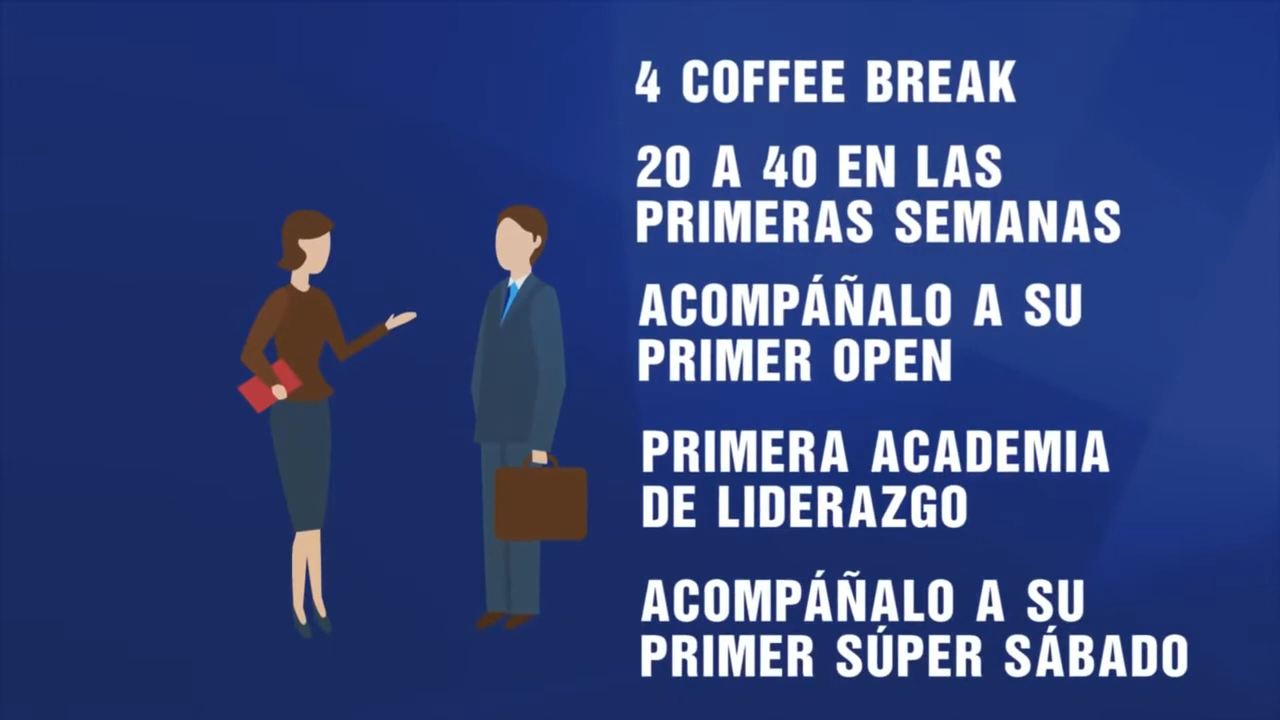 4 COFFEE BREAK
20 A 40 EN LAS
PRIMERAS SEMANAS
ACOMPÁÑALO A SU
PRIMER OPEN
PRIMERA ACADEMIA
DE LIDERAZGO
ACOMPÁÑALO A SU
PRIMER SÚPER SÁBADO